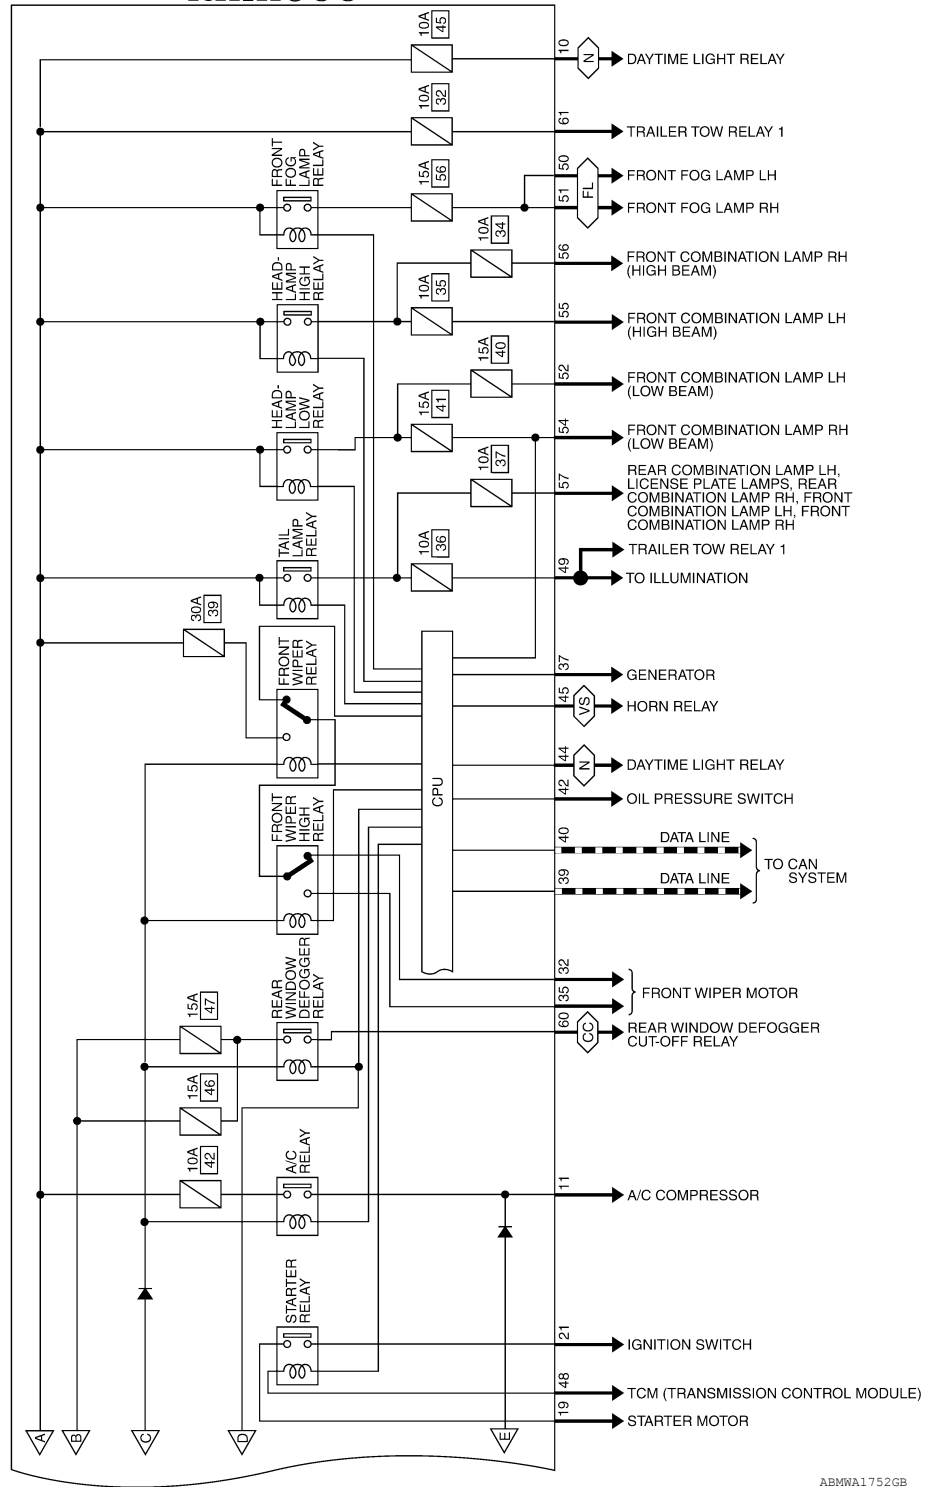 10A
45
10
N
DAYTIME LIGHT RELAY
10A
32
61
TRAILER TOW RELAY 1
FRONT
FOG
LAMP
RELAY
15A
56
50
51
FL
FRONT FOG LAMP LH
FRONT FOG LAMP RH
HEAD-
LAMP
HIGH
RELAY
10A
34
56
FRONT COMBINATION LAMP RH
(HIGH BEAM)
10A
35
55
FRONT COMBINATION LAMP LH
(HIGH BEAM)
15A
40
52
FRONT COMBINATION LAMP LH
(LOW BEAM)
HEAD-
LAMP
LOW
RELAY
15A
41
54
FRONT COMBINATION LAMP RH
(LOW BEAM)
10A
37
57
REAR COMBINATION LAMP LH,
LICENSE PLATE LAMPS, REAR
COMBINATION LAMP RH, FRONT
COMBINATION LAMP LH, FRONT
COMBINATION LAMP RH
TAIL
LAMP
RELAY
10A
36
49
TRAILER TOW RELAY 1
TO ILLUMINATION
30A
39
FRONT
WIPER
RELAY
37
GENERATOR
45
VS
HORN RELAY
44
N
DAYTIME LIGHT RELAY
CPU
42
OIL PRESSURE SWITCH
FRONT
WIPER
HIGH
RELAY
40
DATA LINE
39
DATA LINE
TO CAN
SYSTEM
32
35
FRONT WIPER MOTOR
REAR
WINDOW
DEFOGGER
RELAY
15A
47
60
CC
REAR WINDOW DEFOGGER
CUT-OFF RELAY
15A
46
10A
42
A/C
RELAY
11
A/C COMPRESSOR
STARTER
RELAY
21
IGNITION SWITCH
48
TCM (TRANSMISSION CONTROL MODULE)
19
STARTER MOTOR
A
B
C
D
E
ABMWA1752GB